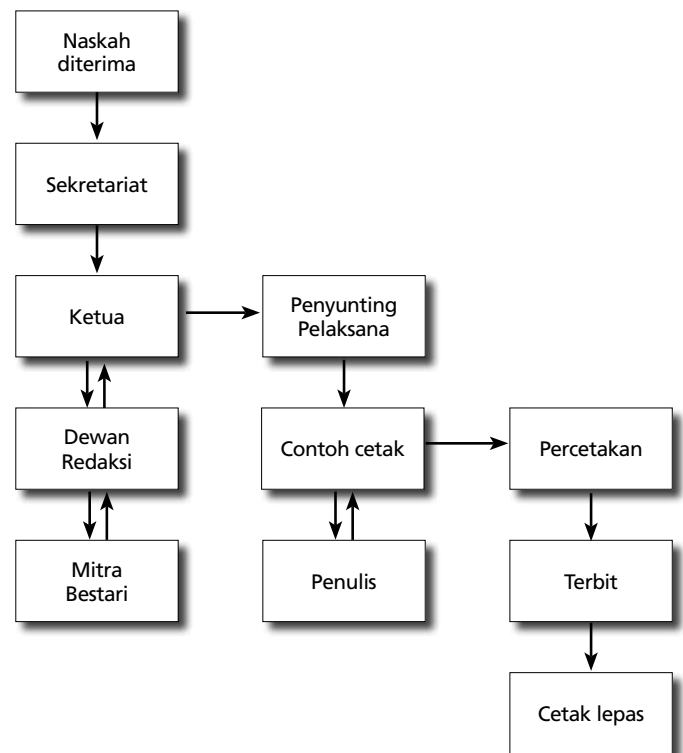 Naskah
diterima
Sekretariat
Ketua
Penyunting
Pelaksana
Dewan
Redaksi
Contoh cetak
Percetakan
Mitra
Bestari
Penulis
Terbit
Cetak lepas